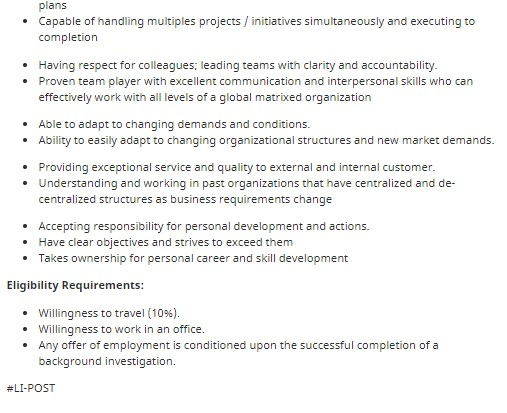 plans
• Capable of handling multiples projects / initiatives simultaneously and executing to
completion
• Having respect for colleagues; leading teams with clarity and accountability.
• Proven team player with excellent communication and interpersonal skills who can
effectively work with all levels of a global matrixed organization
• Able to adapt to changing demands and conditions.
• Ability to easily adapt to changing organizational structures and new market demands.
• Providing exceptional service and quality to external and internal customer.
• Understanding and working in past organizations that have centralized and de-
centralized structures as business requirements change
• Accepting responsibility for personal development and actions.
• Have clear objectives and strives to exceed them
• Takes ownership for personal career and skill development
Eligibility Requirements:
• Willingness to travel (10%).
• Willingness to work in an office.
• Any offer of employment is conditioned upon the successful completion of a
background investigation.
#LI-POST